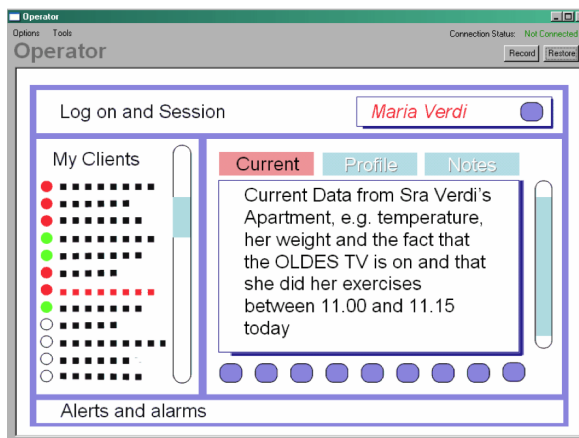 Operator
Options Tools
Connection Status: Not Connected
Operator
Record Restore
Log on and Session
Maria Verdi
My Clients
Current Profile Notes
Current Data from Sra Verdi's
Apartment, e.g. temperature,
her weight and the fact that
the OLDES TV is on and that
she did her exercises
between 11.00 and 11.15
today
Alerts and alarms